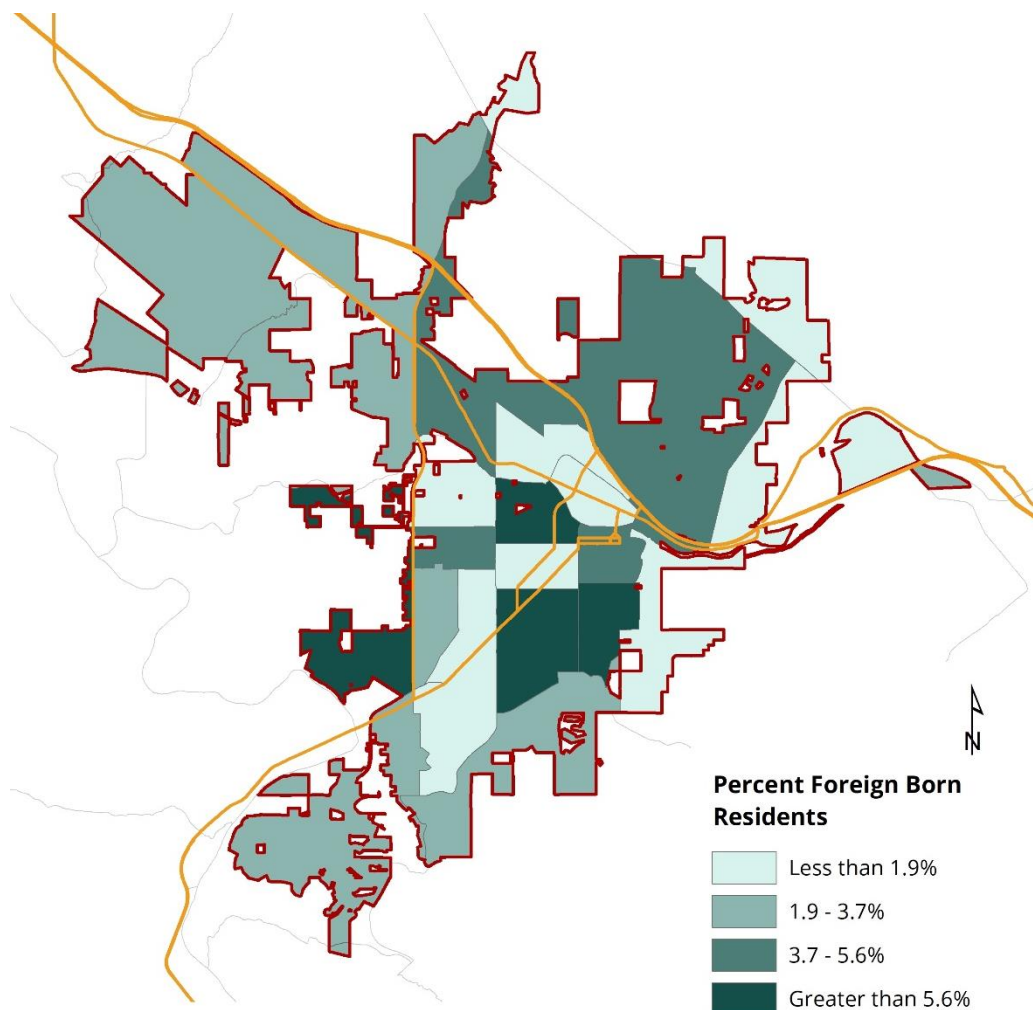 N
Percent Foreign Born
Residents
Less than 1.9%
1.9 - 3.7%
3.7 - 5.6%
Greater than 5.6%